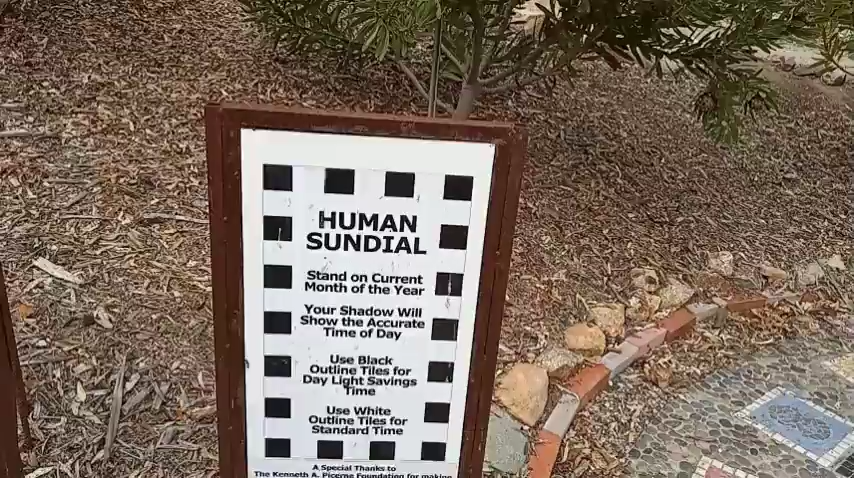 HUMAN
SUNDIAL
Stand on Current
Month of the Year
Your Shadow Will
Show the Accurate
Time of Day
Use Black
Outline Tiles for
Day Light Savings
Time
Use White
Outline Tiles for
Standard Time
A Special Thanks to
The Kenneth A. Picerne Foundation for making